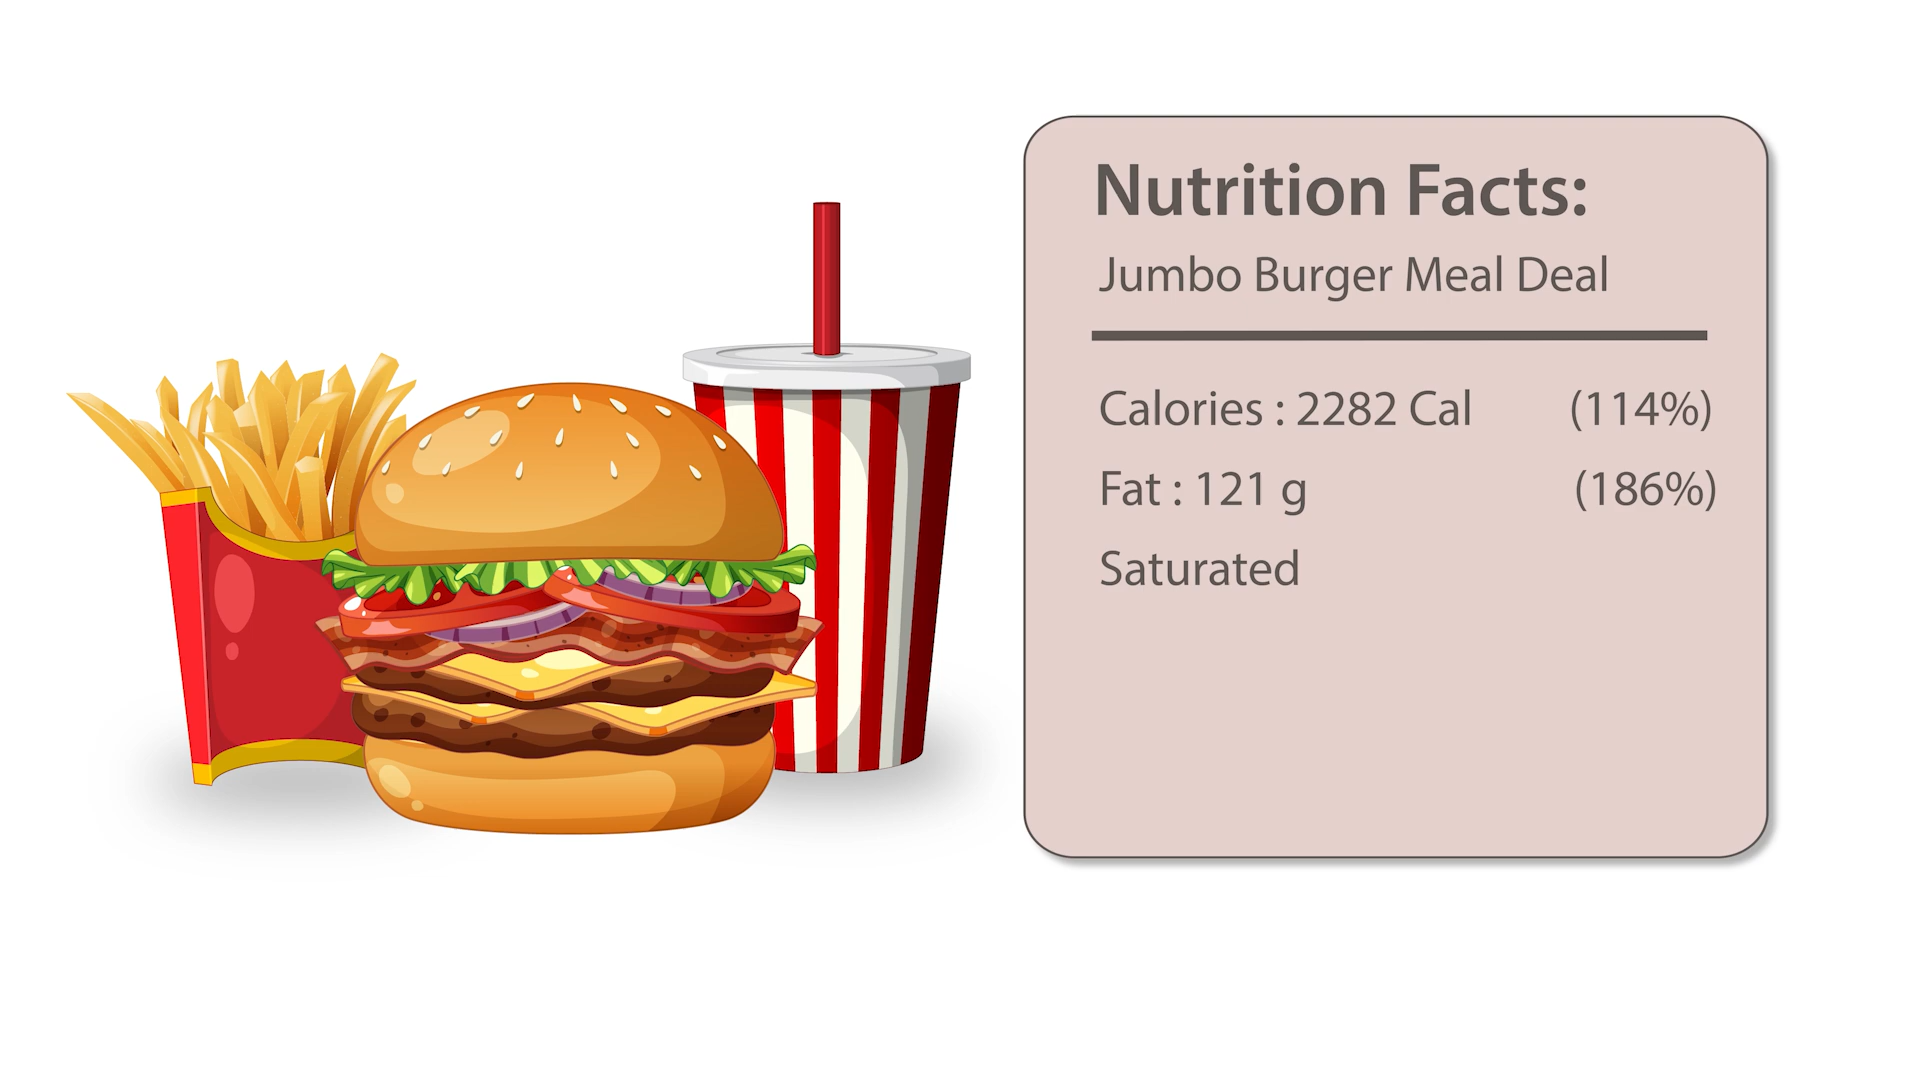 Nutrition Facts:
Jumbo Burger Meal Deal
Calories : 2282 Cal (114%)
Fat : 121 g (186%)
Saturated